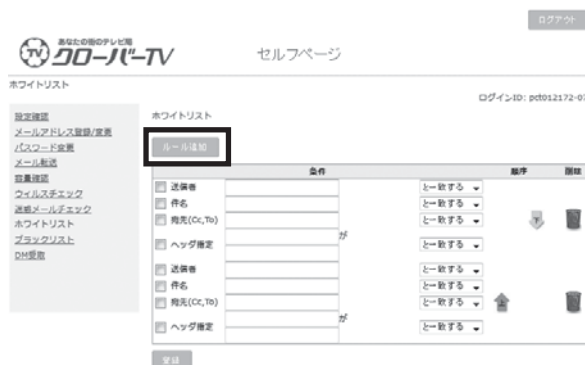 ログアウト
あなたの街のテレビ局
TV クローバーTV
セルフページ
ホワイトリスト
ログインID: pct012172-07
設定確認
メールアドレス登録/変更
パスワード変更
メール転送
容量確認
ウィルスチェック
迷惑メールチェック
ホワイトリスト
ブラックリスト
DM受取
ホワイトリスト
ルール追加
条件 順序 削除
送信者 と一致する
件名 と一致する
宛先(Cc,To) と一致する
が
下
ヘッダ指定 と一致する
送信者 と一致する
件名 と一致する
宛先(Cc,To) と一致する
が
上
ヘッダ指定 と一致する
登録